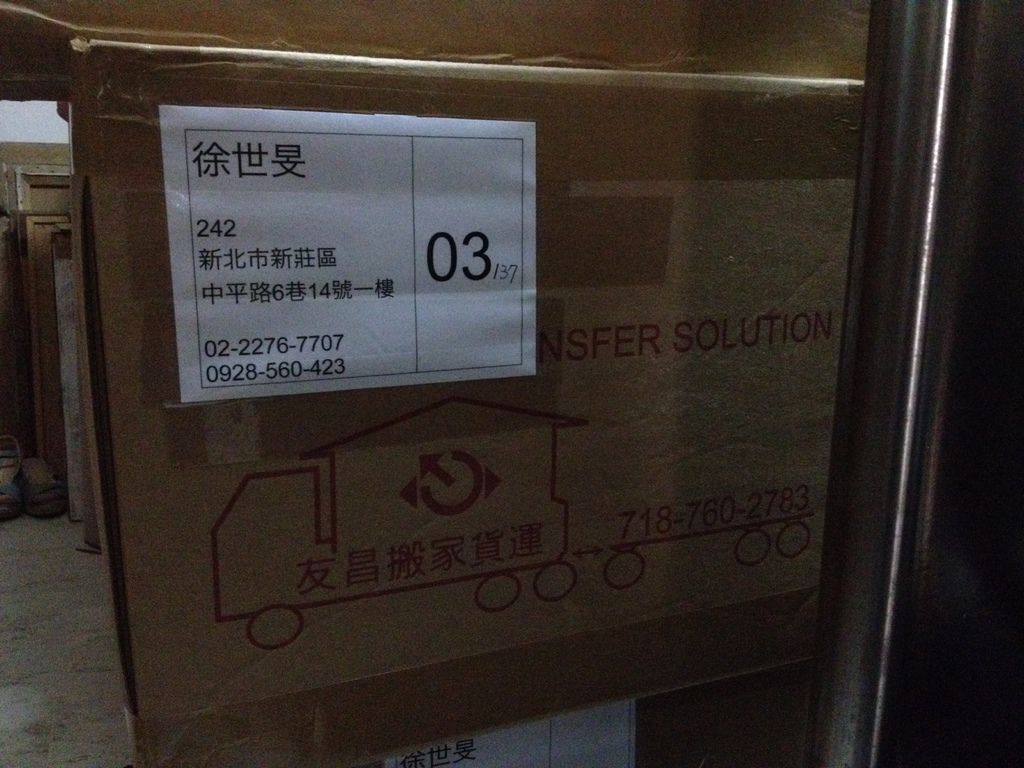 徐世旻
242
新北市新莊區
中平路6巷14號一樓
02-2276-7707
0928-560-423
03/37
NSFER SOLUTION
718-760-2783
友昌搬家貨運
徐世旻